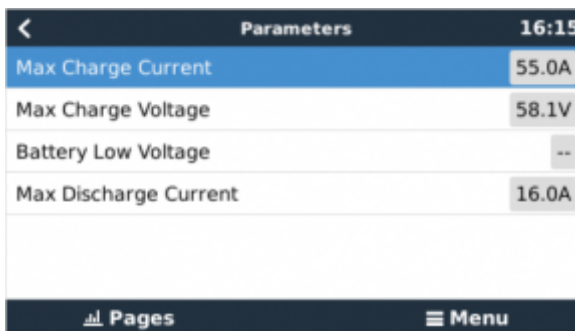 Parameters 16:15
Max Charge Current 55.0A
Max Charge Voltage 58.1V
Battery Low Voltage --
Max Discharge Current 16.0A
Pages Menu